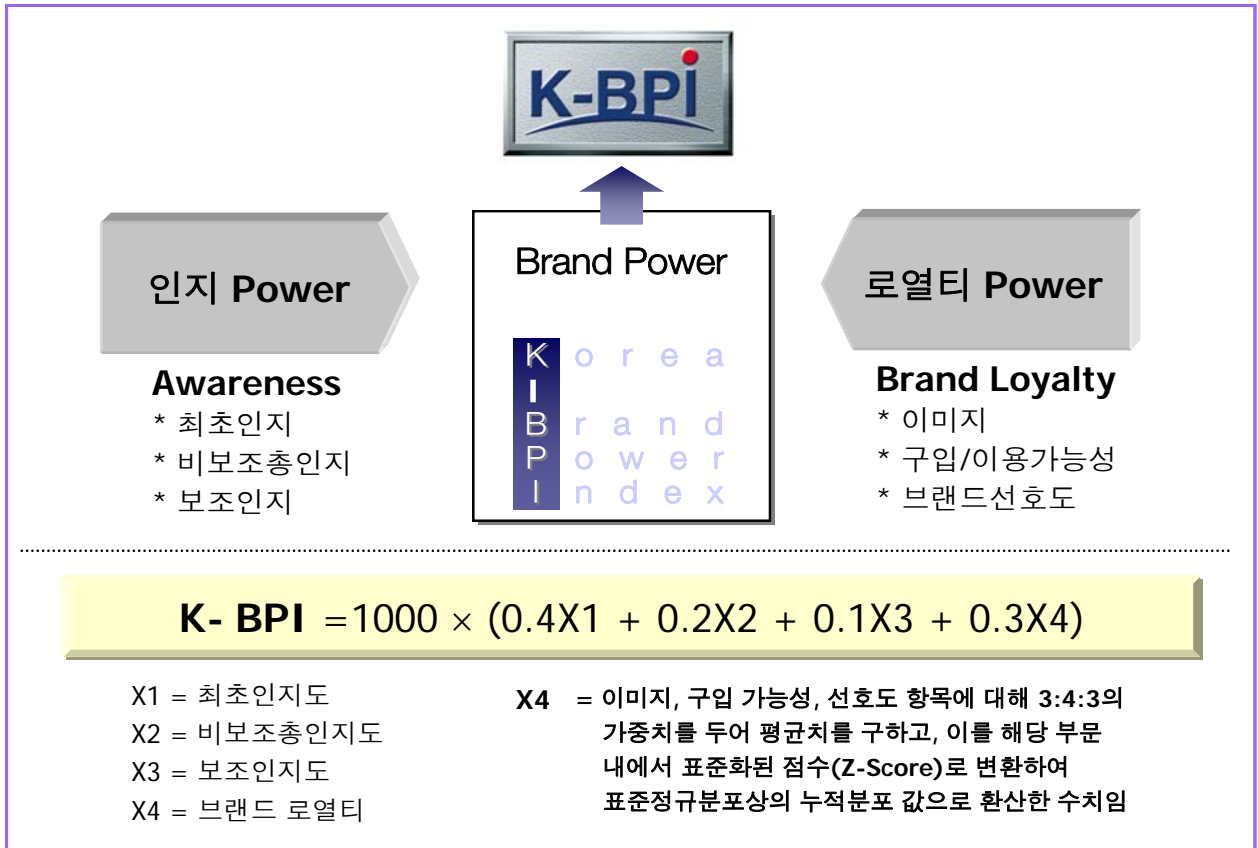 K-BPI
인지 Power
Awareness
* 최초인지
* 비보조총인지
* 보조인지
Brand Power
Korea
I
Brand
Power
Index
로열티 Power
Brand Loyalty
* 이미지
* 구입/이용가능성
* 브랜드선호도
K- BPI =1000 × (0.4X1 + 0.2X2 + 0.1X3 + 0.3X4)
X1 = 최초인지도
X2 = 비보조총인지도
X3 = 보조인지도
X4 = 브랜드 로열티
X4 = 이미지, 구입 가능성, 선호도 항목에 대해 3:4:3의
가중치를 두어 평균치를 구하고, 이를 해당 부문
내에서 표준화된 점수(Z-Score)로 변환하여
표준정규분포상의 누적분포 값으로 환산한 수치임